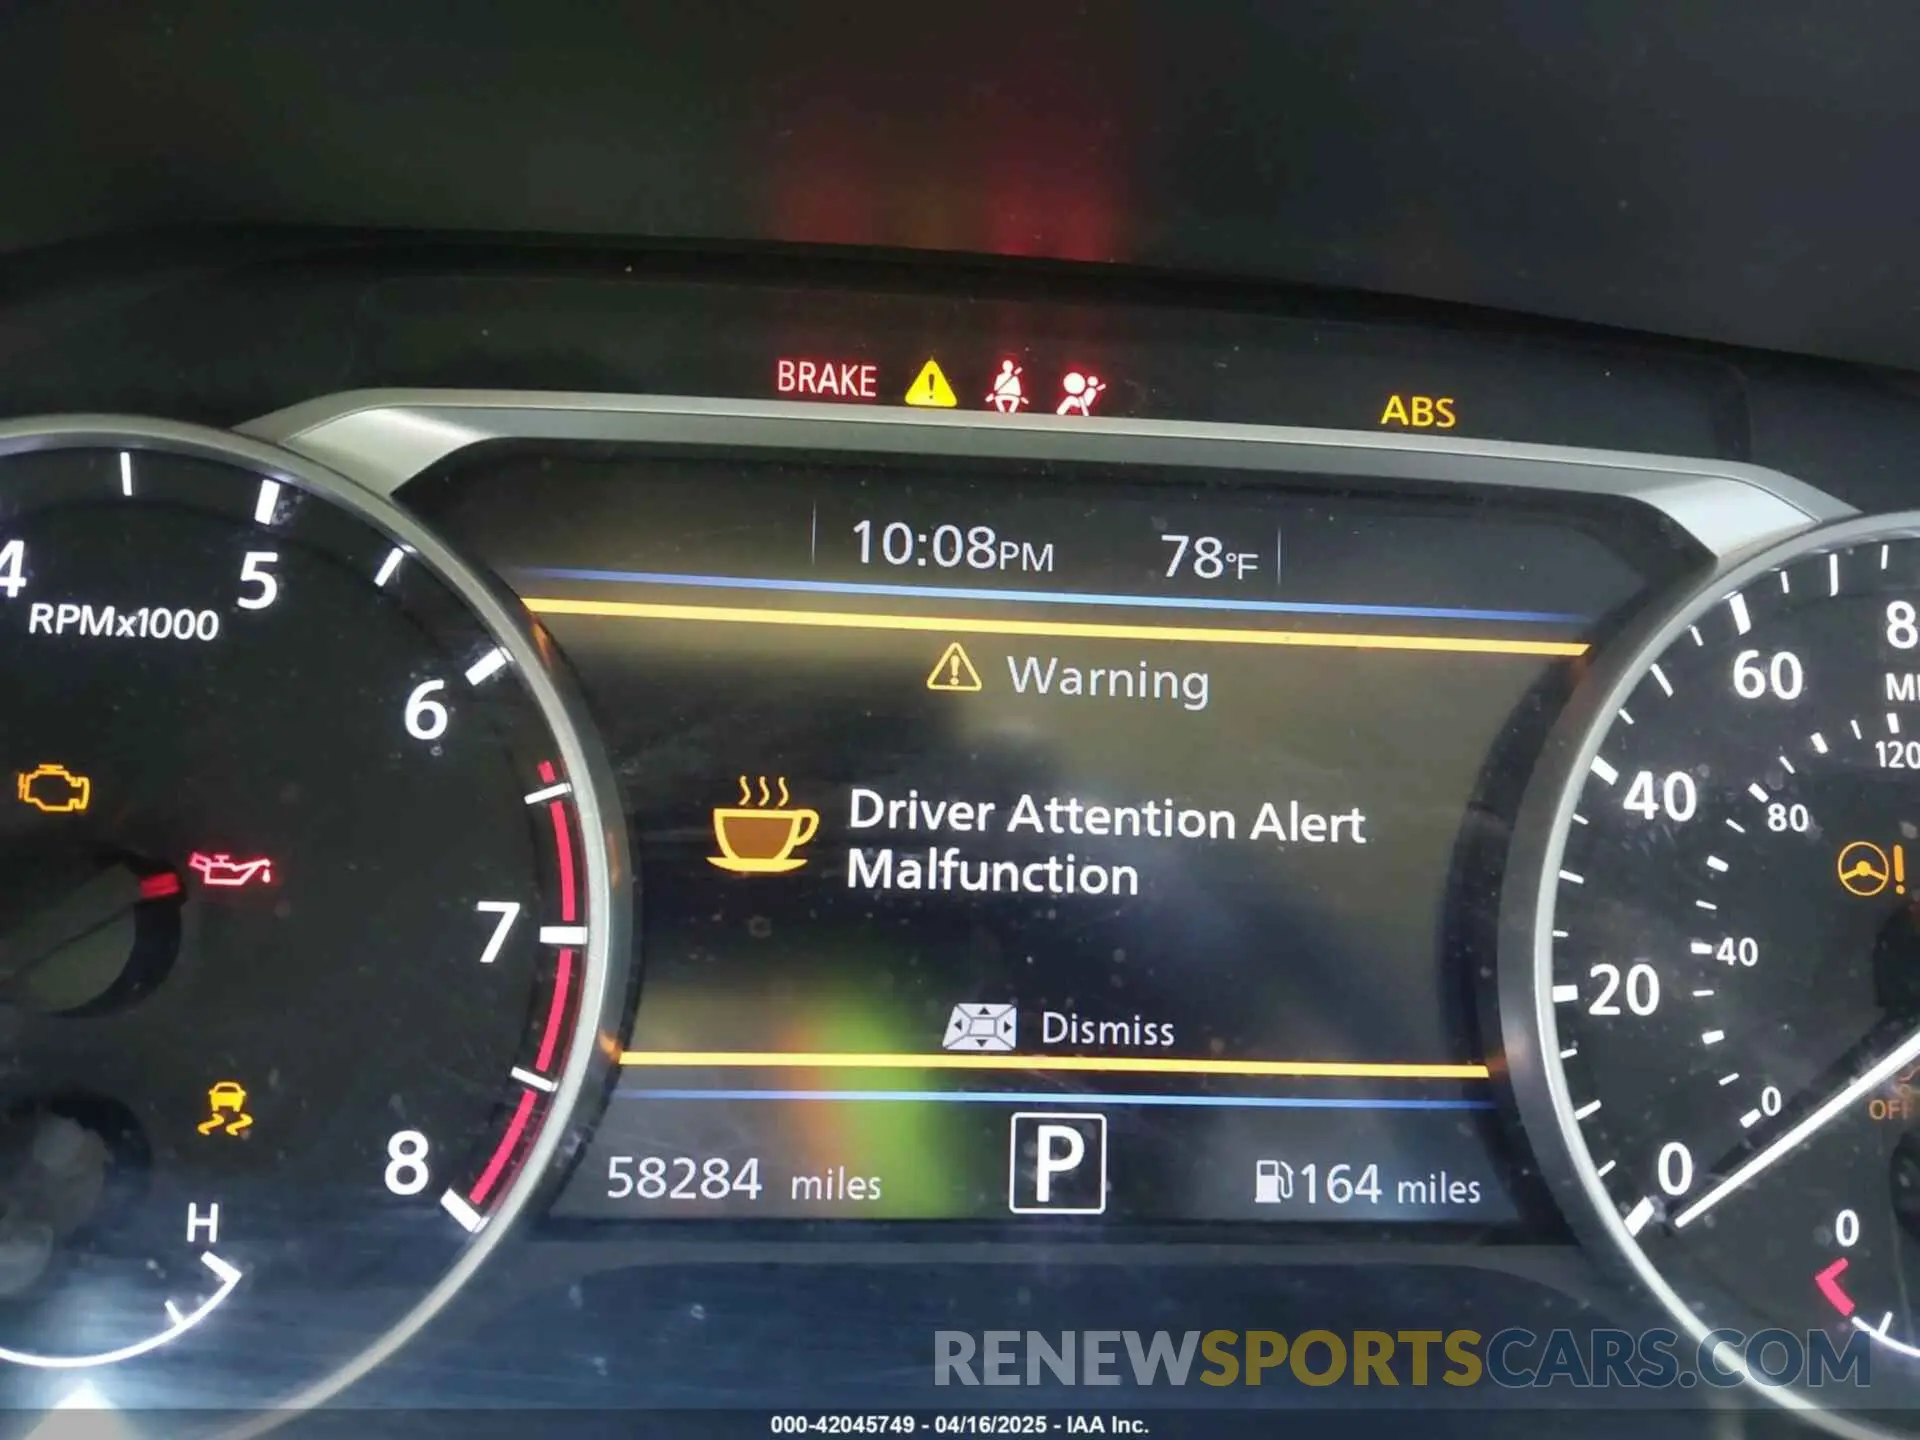 BRAKE
ABS
10:08PM 78°F
4 5 6 7 8
RPMx1000
Warning
Driver Attention Alert
Malfunction
Dismiss
58284 miles
P
164 miles
H
60 40 20 0
120 80 40 0
OFF
0
RENEWSPORTSCARS.COM
000-42045749 - 04/16/2025 - IAA Inc.